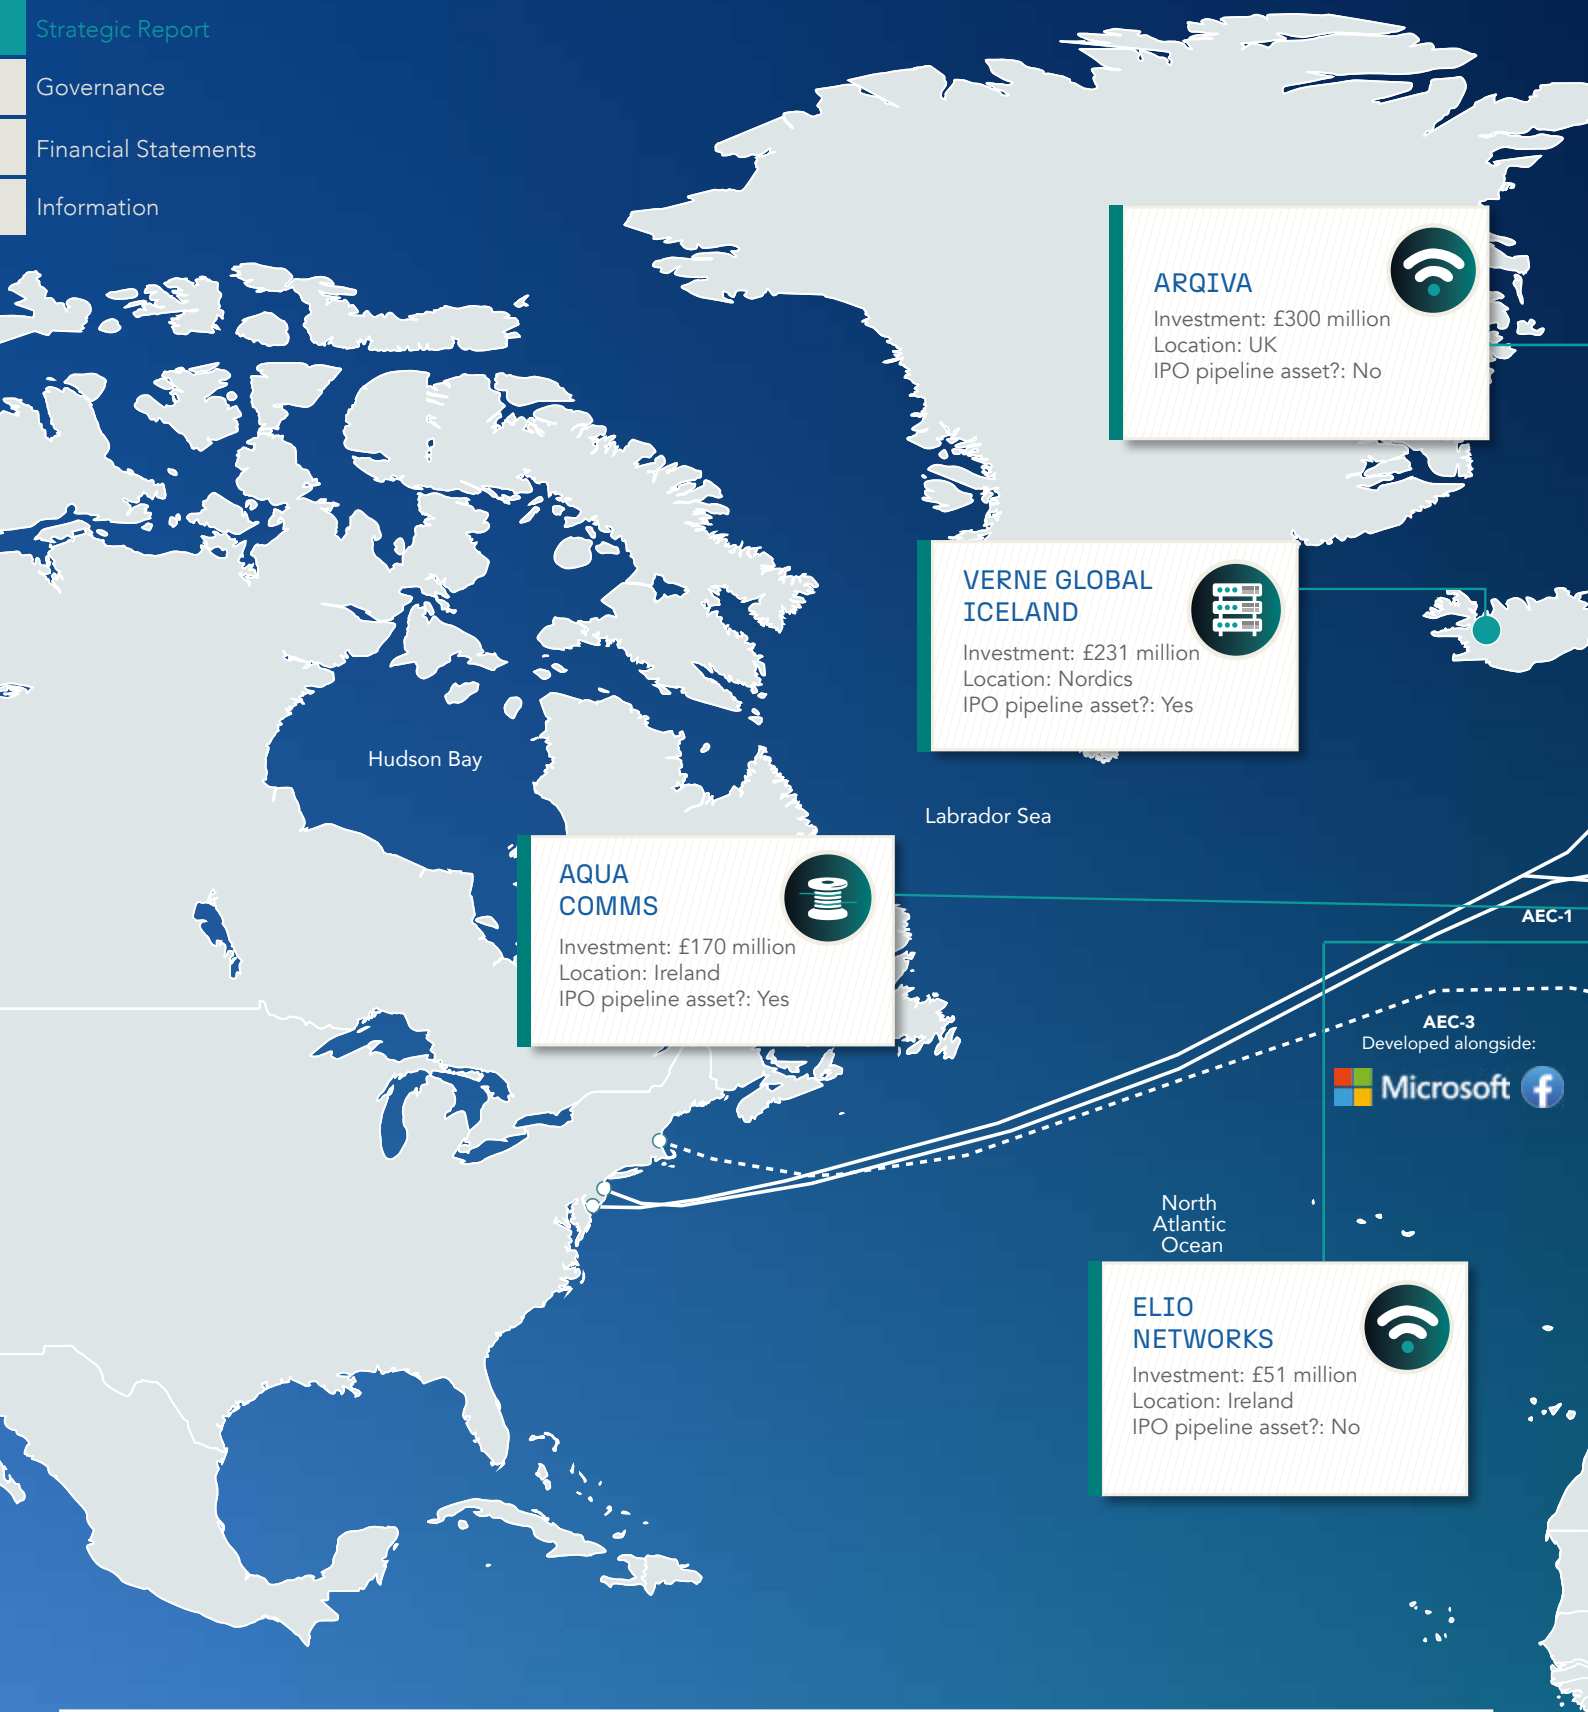 Strategic Report
Governance
Financial Statements
Information
ARQIVA
Investment: £300 million
Location: UK
IPO pipeline asset?: No
VERNE GLOBAL
ICELAND
Investment: £231 million
Location: Nordics
IPO pipeline asset?: Yes
Hudson Bay
Labrador Sea
AQUA
COMMS
Investment: £170 million
Location: Ireland
IPO pipeline asset?: Yes
AEC-1
AEC-3
Developed alongside:
Microsoft f
North
Atlantic
Ocean
ELIO
NETWORKS
Investment: £51 million
Location: Ireland
IPO pipeline asset?: No